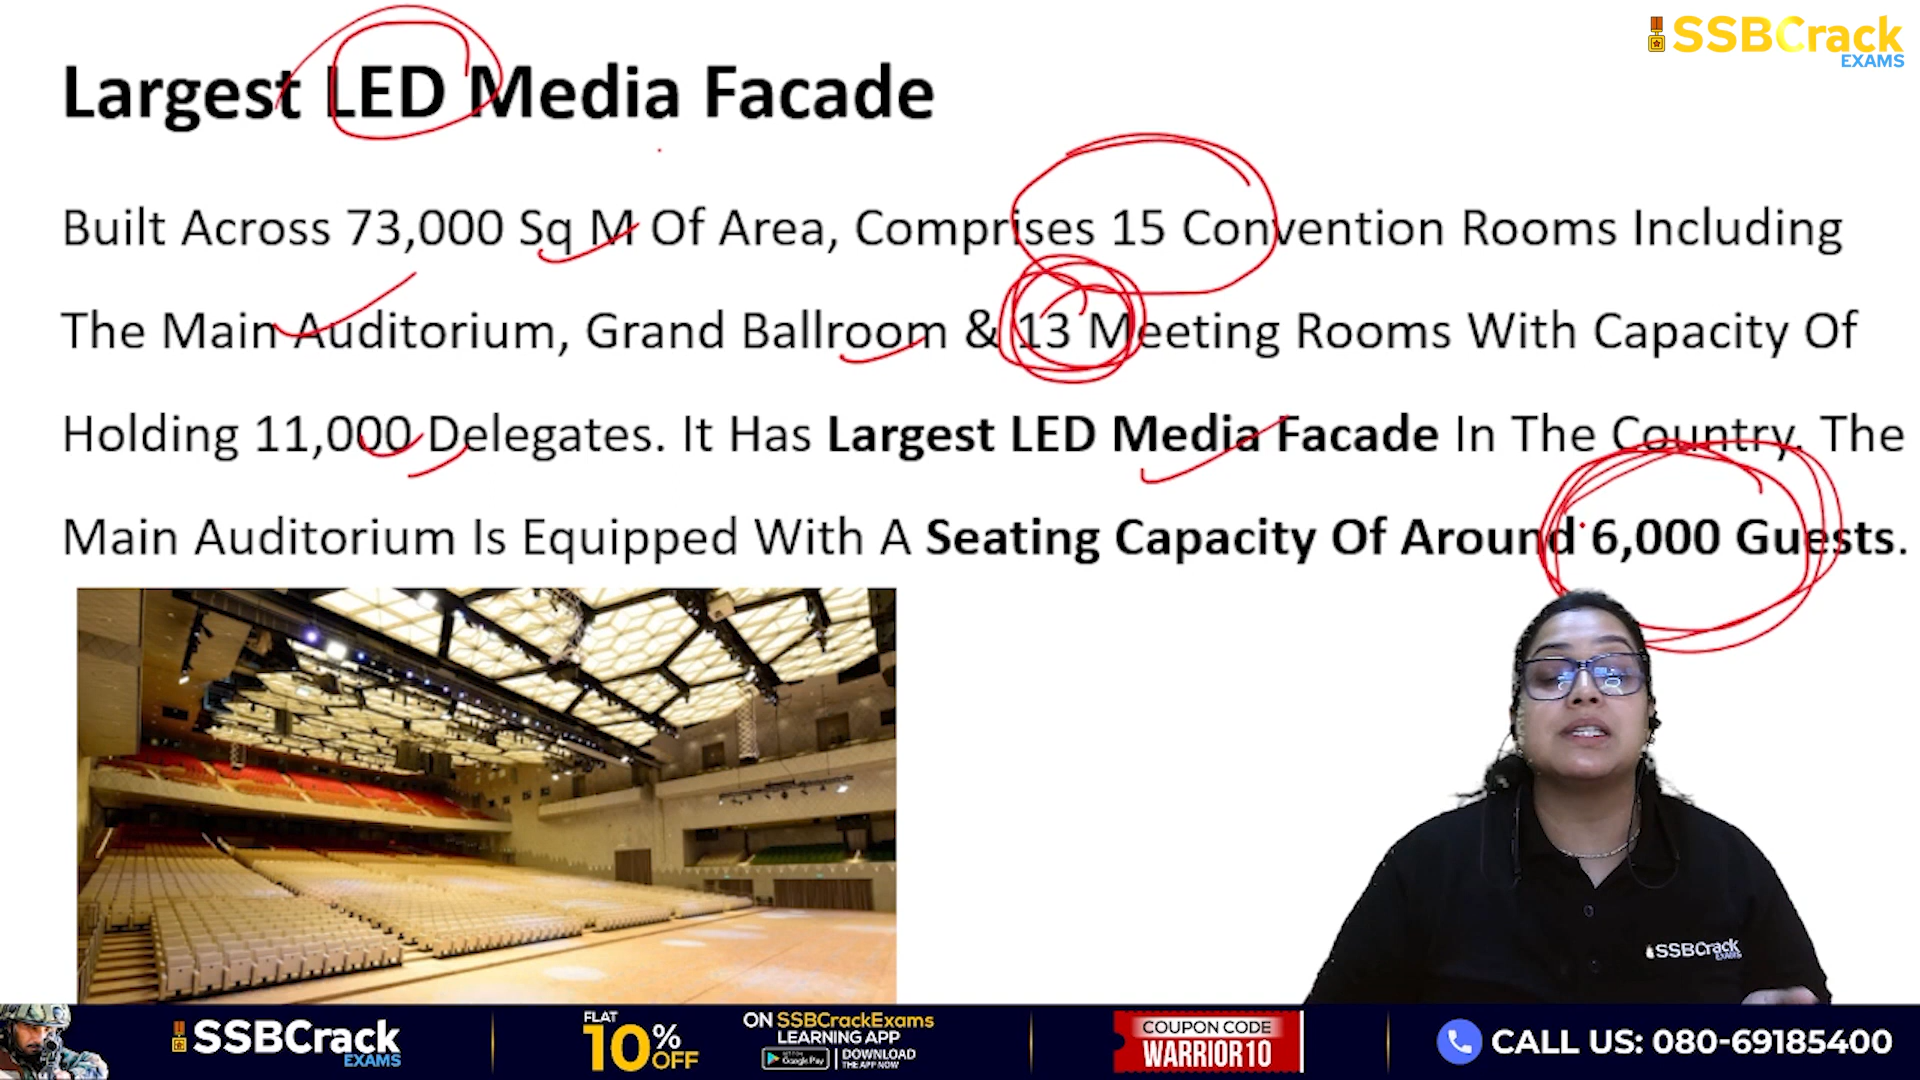 SSBCrack
EXAMS
Largest LED Media Facade
Built Across 73,000 Sq M Of Area, Comprises 15 Convention Rooms Including
The Main Auditorium, Grand Ballroom & 13 Meeting Rooms With Capacity Of
Holding 11,000 Delegates. It Has Largest LED Media Facade In The Country. The
Main Auditorium Is Equipped With A Seating Capacity Of Around 6,000 Guests.
SSBCrack
EXAMS
SSBCrack
EXAMS
FLAT
10% OFF
ON SSBCrackExams
LEARNING APP
Google Play
DOWNLOAD
THE APP NOW
COUPON CODE
WARRIOR10
CALL US: 080-69185400